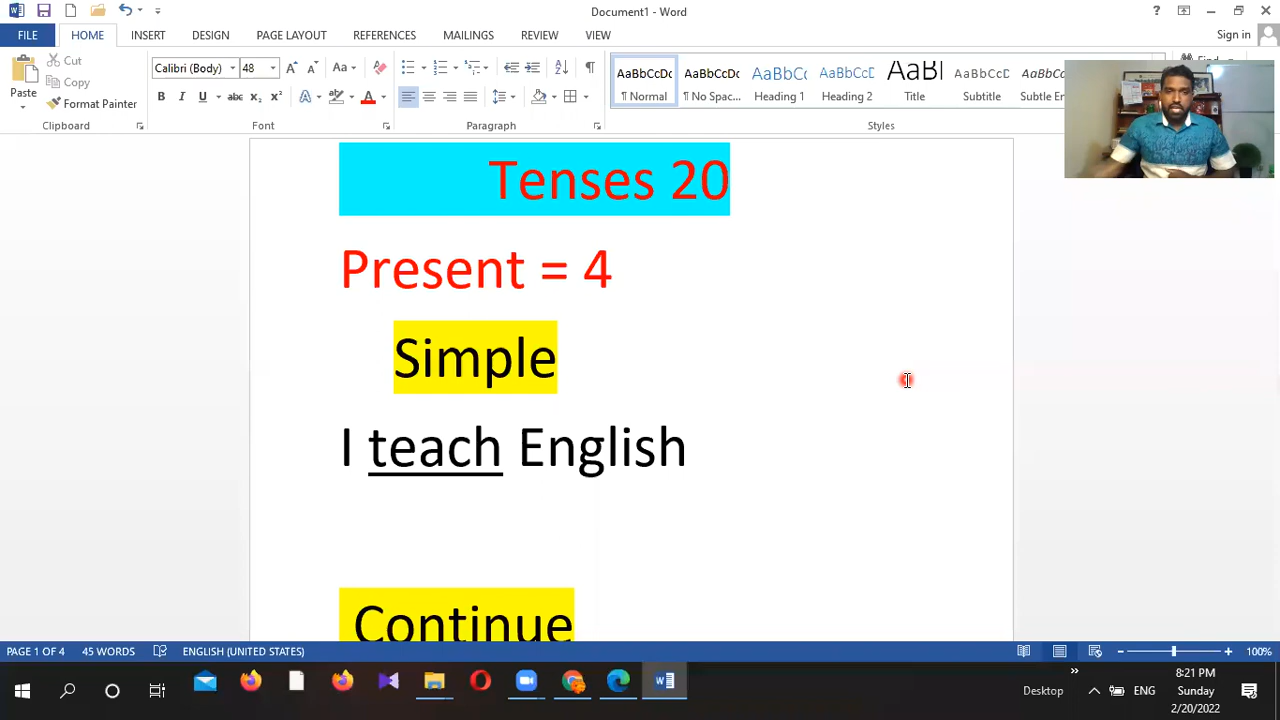 Document1 - Word
?
FILE HOME INSERT DESIGN PAGE LAYOUT REFERENCES MAILINGS REVIEW VIEW Sign in
Paste Cut Copy Format Painter
Calibri (Body) 48
AaBbCcDc AaBbCcDc AaBbCc AaBbCcD AaBl AaBbCcD AaBbCcDc
¶ Normal ¶ No Spac... Heading 1 Heading 2 Title Subtitle Subtle Em
Clipboard Font Paragraph Styles
Tenses 20
Present = 4
Simple
I teach English
Continue
PAGE 1 OF 4 45 WORDS ENGLISH (UNITED STATES) 100%
Desktop ENG 8:21 PM
Sunday
2/20/2022